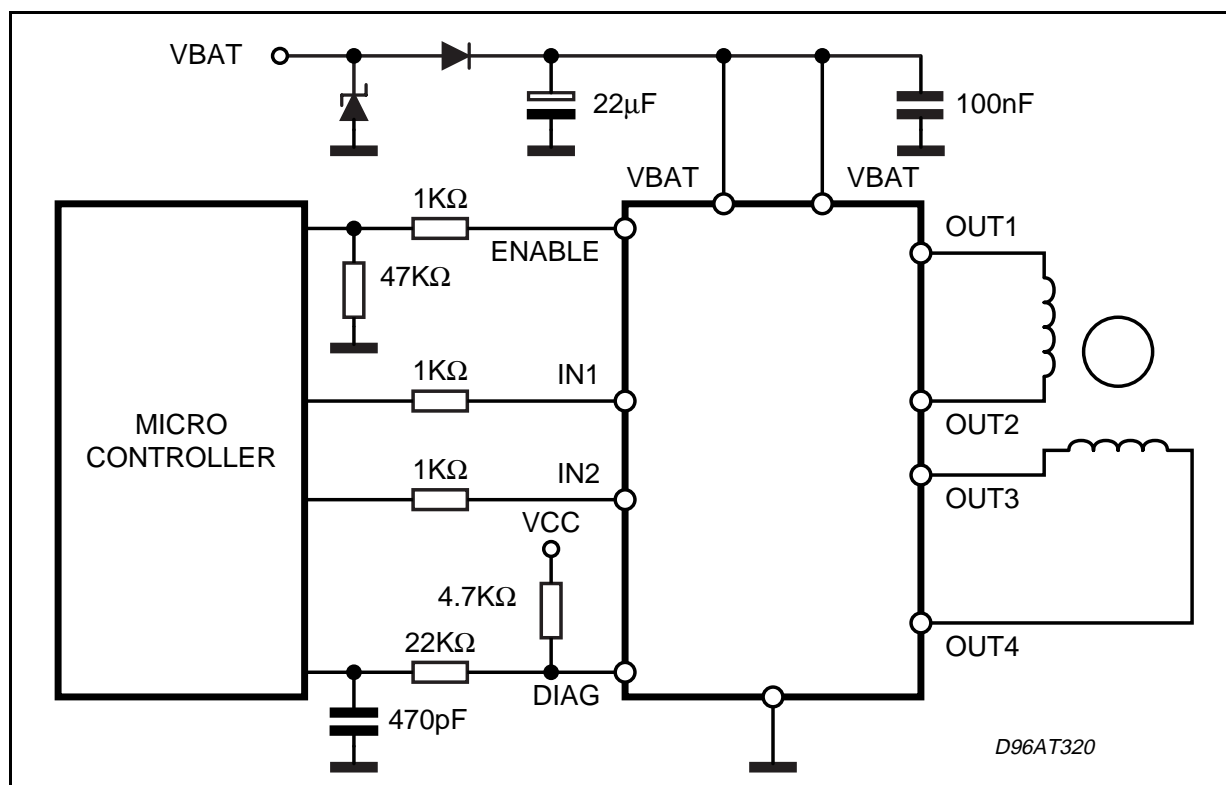 VBAT
22μF
100nF
VBAT
VBAT
1KΩ
ENABLE
OUT1
47KΩ
1KΩ
IN1
OUT2
MICRO
CONTROLLER
1KΩ
IN2
OUT3
VCC
4.7KΩ
22KΩ
OUT4
DIAG
470pF
D96AT320